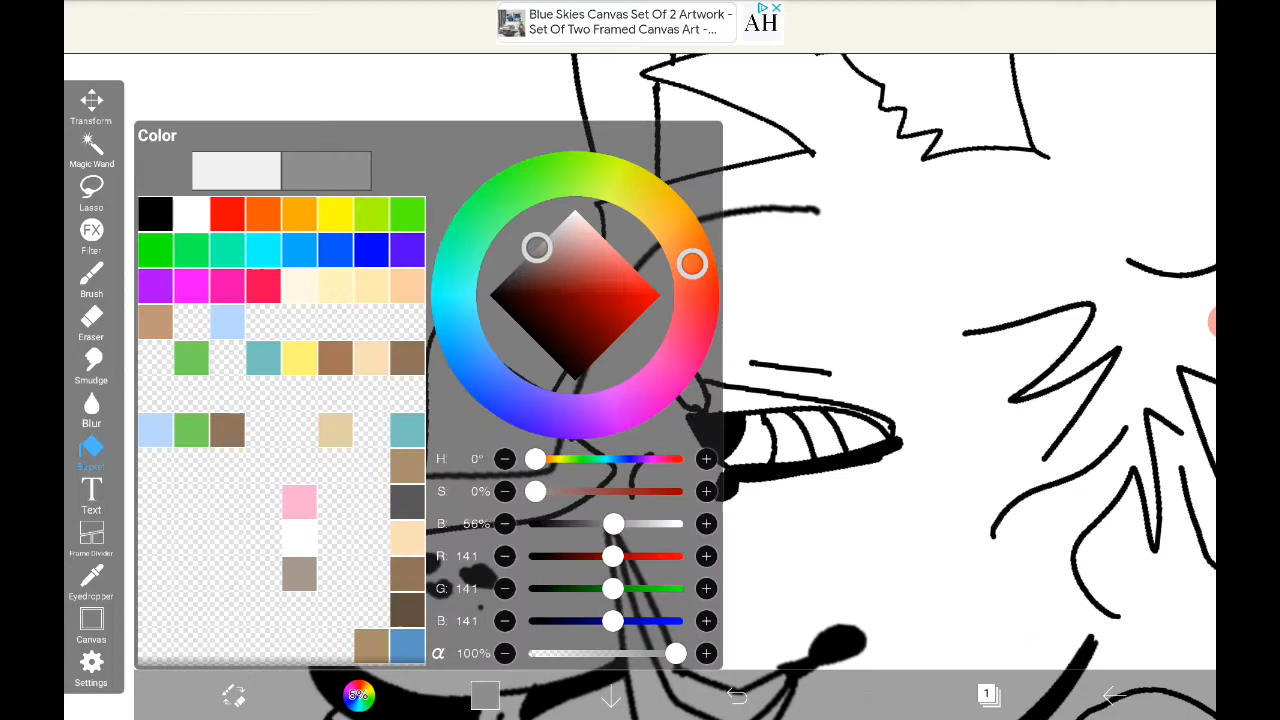 Blue Skies Canvas Set Of 2 Artwork -
Set Of Two Framed Canvas Art -...
AH
Transform
Magic Wand
Lasso
FX
Filter
Brush
Eraser
Smudge
Blur
Bucket
T
Text
Frame Divider
Eyedropper
Canvas
Settings
Color
H: 0°
S: 0%
B: 56%
R: 141
G: 141
B: 141
α 100%
5%
1